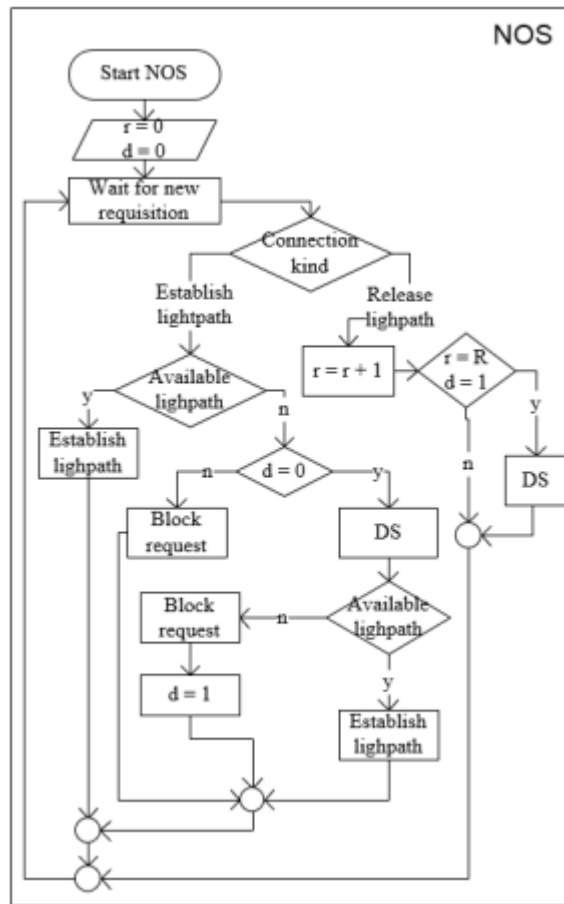 NOS
Start NOS
r = 0
d = 0
Wait for new
requisition
Connection
kind
Establish
lightpath
Release
lighpath
r = r + 1
r = R
d = 1
Available
lighpath
y
n
y
n
Establish
lighpath
d = 0
n
y
DS
Block
request
DS
Block
request
n
Available
lighpath
y
d = 1
Establish
lighpath